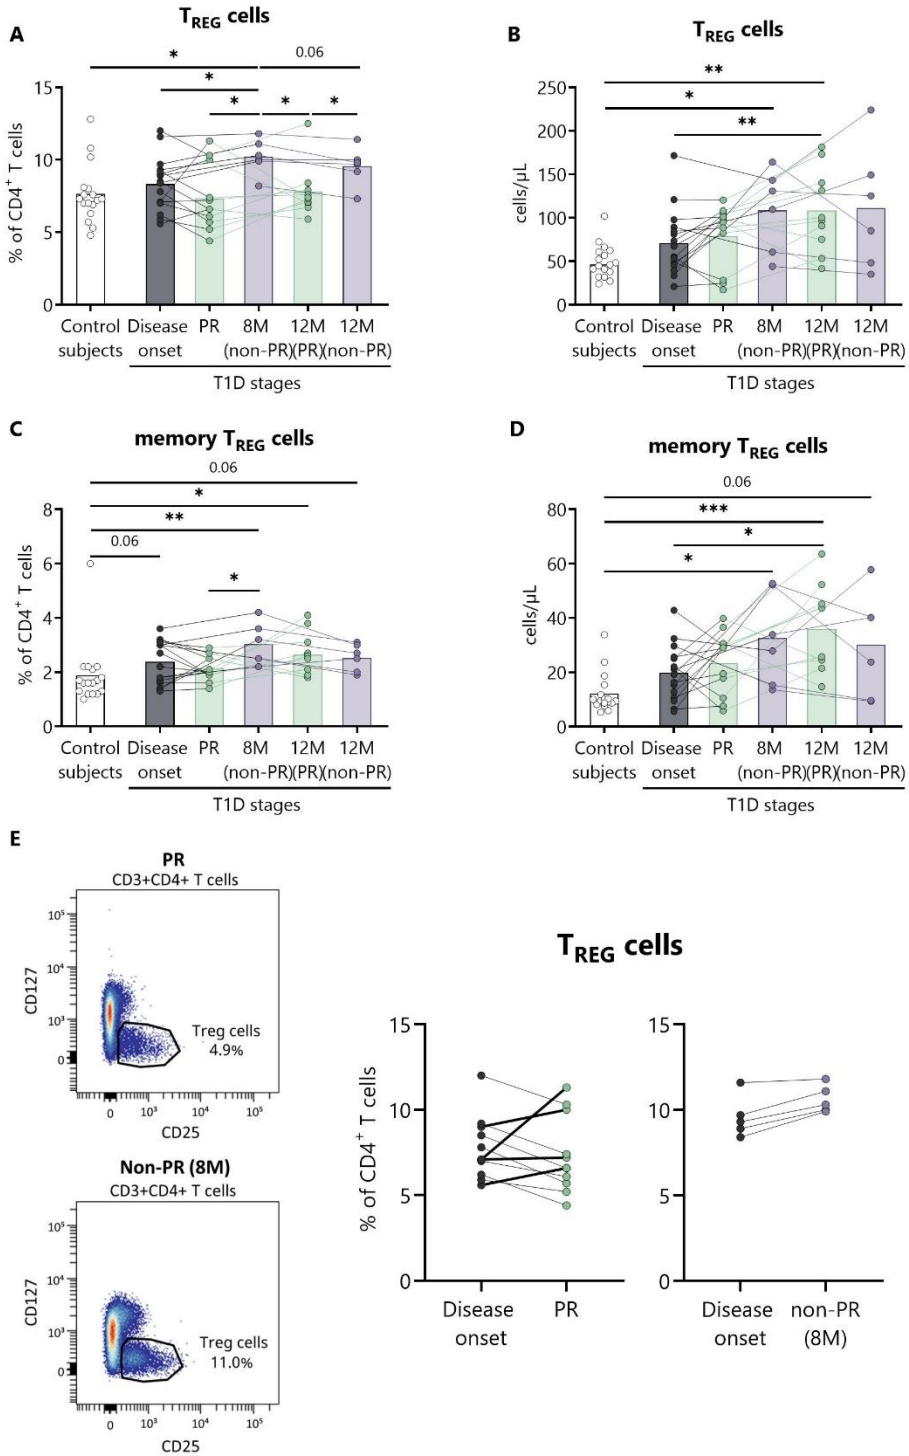 A
T_REG cells
*
0.06
*
* * *
15
10
5
0
% of CD4⁺ T cells
Control subjects
Disease onset
PR
8M (non-PR)
12M (PR)
12M (non-PR)
T1D stages
B
T_REG cells
**
*
**
250
200
150
100
50
0
cells/µL
Control subjects
Disease onset
PR
8M (non-PR)
12M (PR)
12M (non-PR)
T1D stages
C
memory T_REG cells
0.06
*
**
0.06
*
8
6
4
2
0
% of CD4⁺ T cells
Control subjects
Disease onset
PR
8M (non-PR)
12M (PR)
12M (non-PR)
T1D stages
D
memory T_REG cells
0.06
***
*
*
80
60
40
20
0
cells/µL
Control subjects
Disease onset
PR
8M (non-PR)
12M (PR)
12M (non-PR)
T1D stages
E
PR
CD3+CD4+ T cells
10⁵
10⁴
10³
0
CD127
Treg cells
4.9%
0 10³ 10⁴ 10⁵
CD25
Non-PR (8M)
CD3+CD4+ T cells
10⁵
10⁴
10³
0
CD127
Treg cells
11.0%
0 10³ 10⁴ 10⁵
CD25
T_REG cells
15
10
5
0
% of CD4⁺ T cells
Disease onset
PR
15
10
5
0
Disease onset
non-PR (8M)